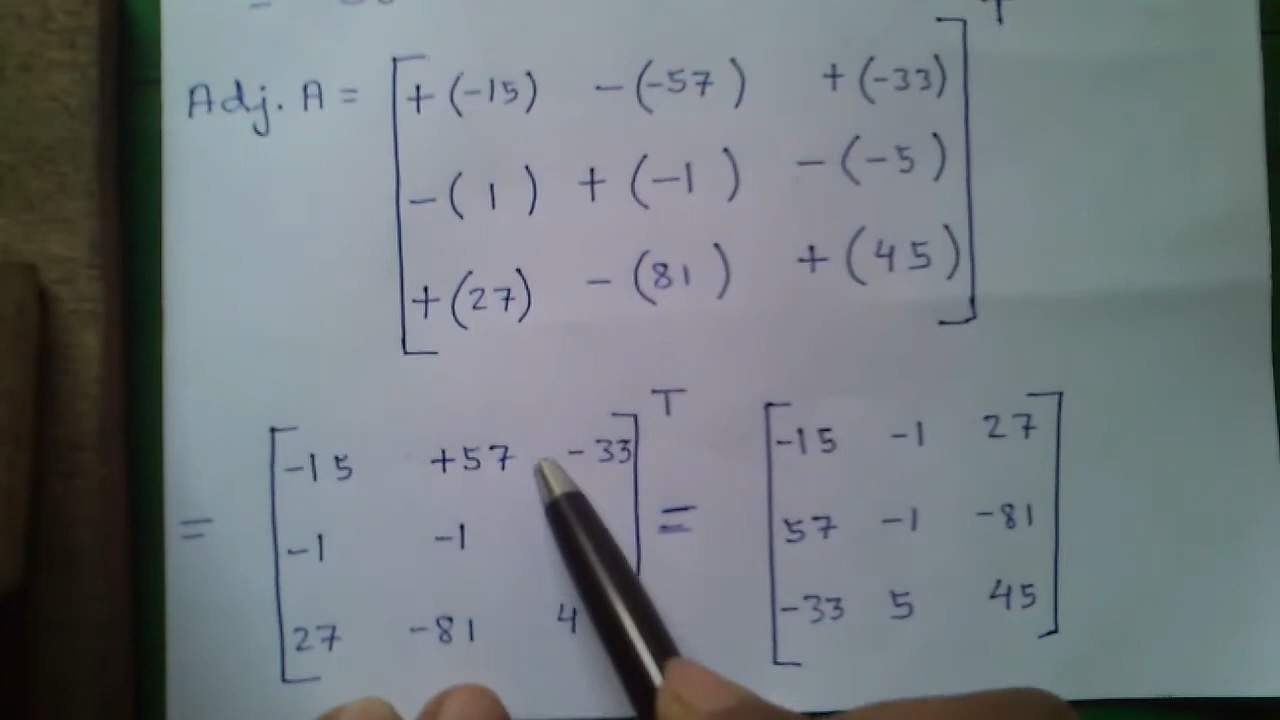 T
Adj. A = [ +(-15) -(-57) +(-33)
-(1) +(-1) -(-5)
+(27) -(81) +(45) ]
= [ -15 +57 -33 ] T = [ -15 -1 27 ]
-1 -1 57 -1 -81
27 -81 4 -33 5 45